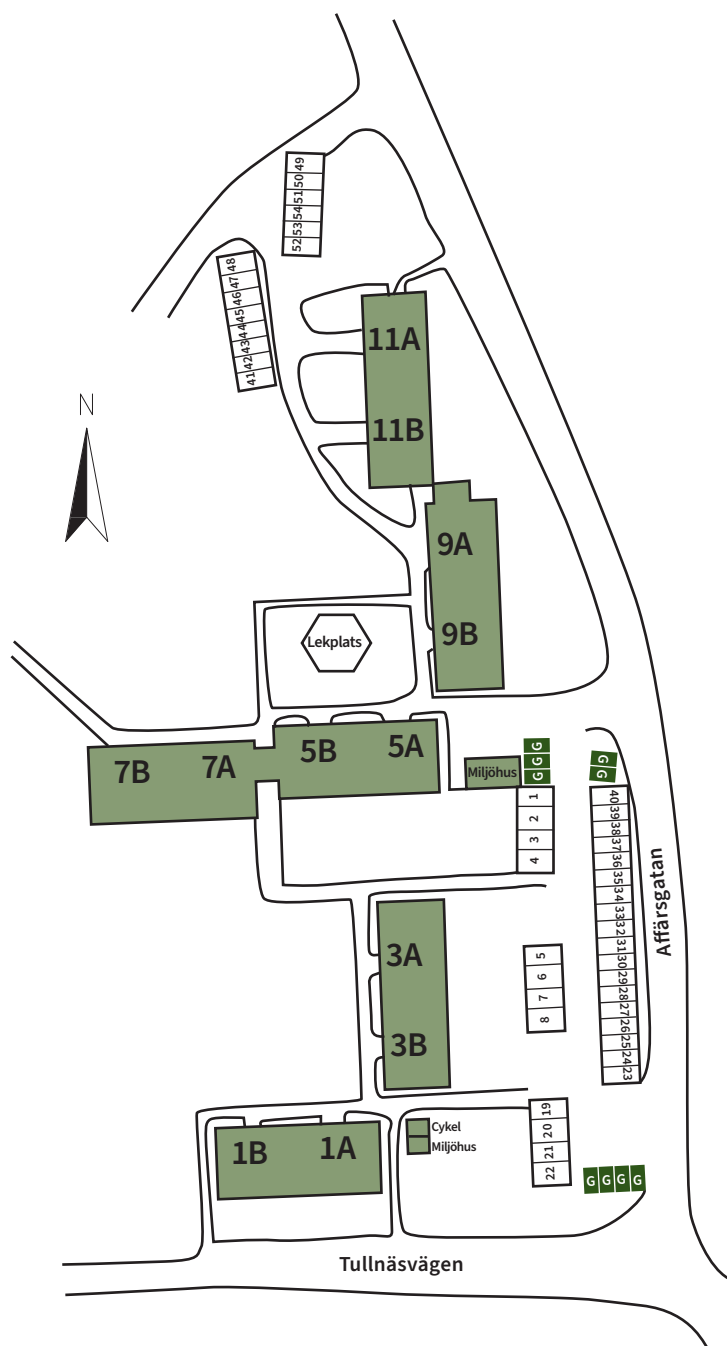 49
50
51
54
53
52
48
47
46
45
44
43
42
41
11A
11B
N
9A
9B
Lekplats
5B
5A
7B
7A
Miljöhus
G
G
G
G
G
1
2
3
4
40
39
38
37
36
35
34
33
32
31
30
29
28
27
26
25
24
23
Affärsgatan
3A
3B
5
6
7
8
1B
1A
Cykel
Miljöhus
19
20
21
22
G G G G
Tullnäsvägen